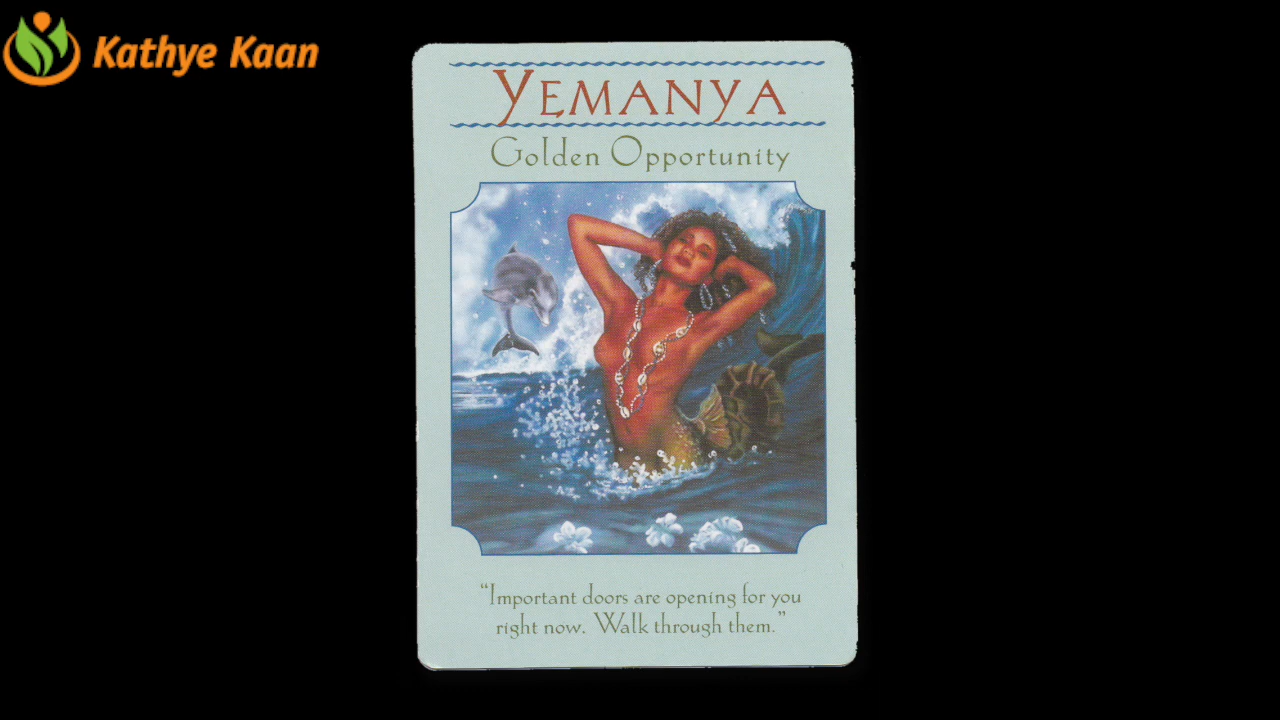 Kathye Kaan
YEMANYA
Golden Opportunity
“Important doors are opening for you
right now. Walk through them.”